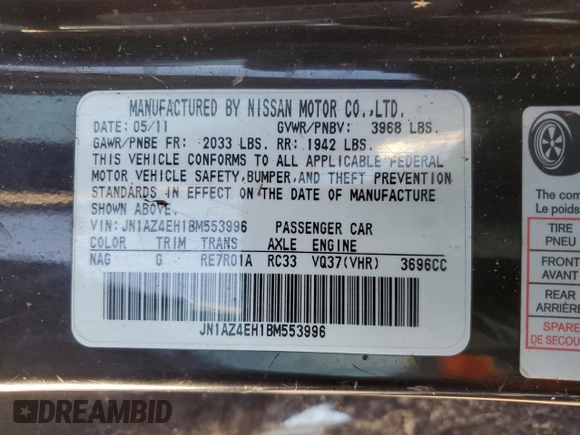 MANUFACTURED BY NISSAN MOTOR CO.,LTD.
DATE: 05/11 GVWR/PNBV: 3968 LBS.
GAWR/PNBE FR: 2033 LBS. RR: 1942 LBS.
THIS VEHICLE CONFORMS TO ALL APPLICABLE FEDERAL
MOTOR VEHICLE SAFETY,BUMPER,AND THEFT PREVENTION
STANDARDS IN EFFECT ON THE DATE OF MANUFACTURE
SHOWN ABOVE.
VIN:JN1AZ4EH1BM553996 PASSENGER CAR
COLOR TRIM TRANS AXLE ENGINE
NAG G RE7R01A RC33 VQ37(VHR) 3696CC
JN1AZ4EH1BM553996
The com
Le poids
TIRE
PNEU
FRONT
AVANT
REAR
ARRIÈRE
SPARE
DE SECOU
DREAMBID